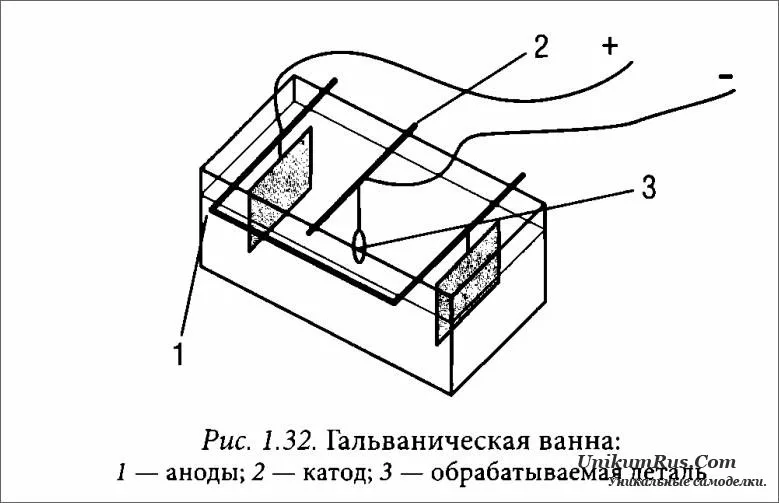 2
+
-
3
1
Рис. 1.32. Гальваническая ванна:
1 — аноды; 2 — катод; 3 — обрабатываемая деталь
UnikumRus.Com
Уникальные самоделки.